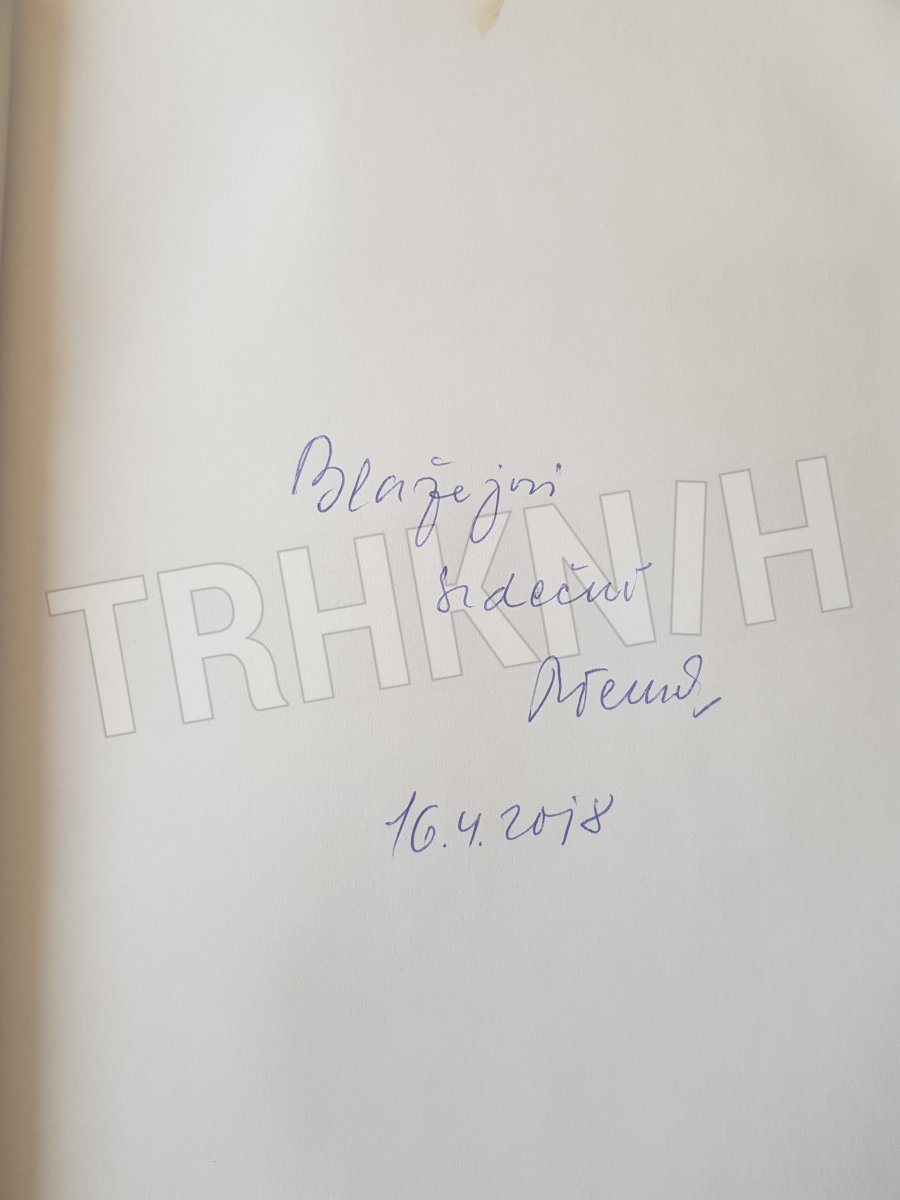 Blažejovi
TRHKNIH
srdečně
16.4.2018